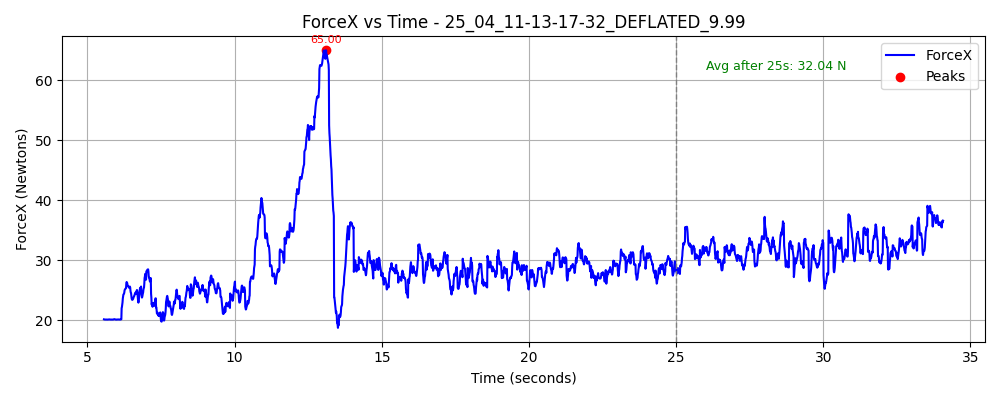 ForceX vs Time - 25_04_11-13-17-32_DEFLATED_9.99
65.00
Avg after 25s: 32.04 N
ForceX
Peaks
ForceX (Newtons)
60
50
40
30
20
5 10 15 20 25 30 35
Time (seconds)